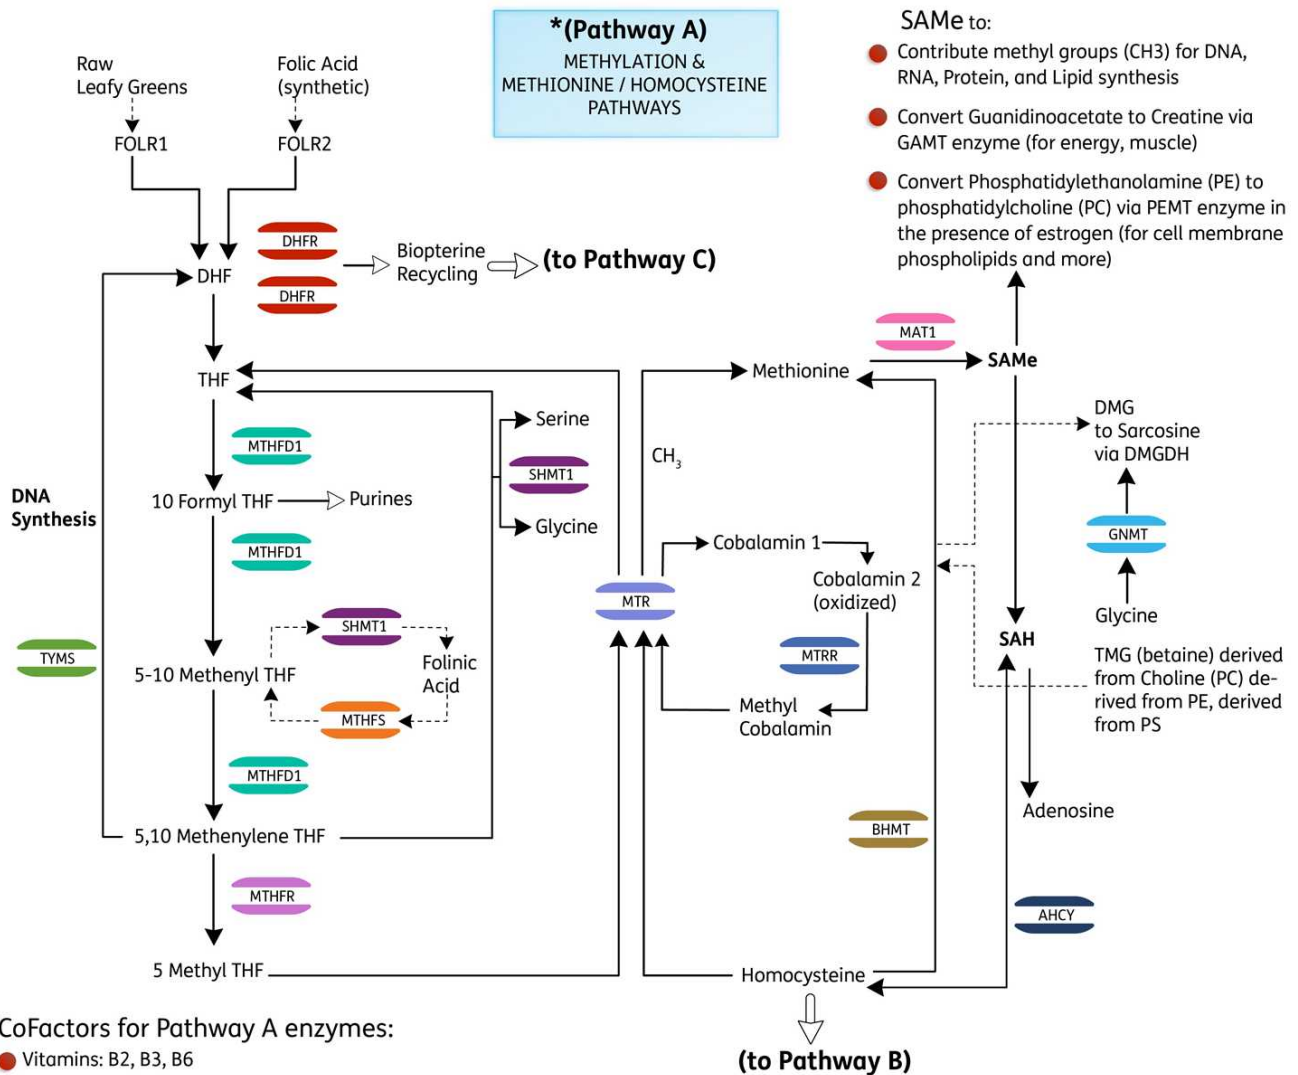 *(Pathway A)
METHYLATION &
METHIONINE / HOMOCYSTEINE
PATHWAYS
SAMe to:
Contribute methyl groups (CH3) for DNA,
RNA, Protein, and Lipid synthesis
Convert Guanidinoacetate to Creatine via
GAMT enzyme (for energy, muscle)
Convert Phosphatidylethanolamine (PE) to
phosphatidylcholine (PC) via PEMT enzyme in
the presence of estrogen (for cell membrane
phospholipids and more)
Raw
Leafy Greens
Folic Acid
(synthetic)
FOLR1
FOLR2
DHFR
DHF
DHFR
Biopterine
Recycling
(to Pathway C)
THF
MTHFD1
10 Formyl THF
Purines
MTHFD1
DNA
Synthesis
TYMS
Serine
SHMT1
Glycine
SHMT1
5-10 Methenyl THF
Folinic
Acid
MTHFS
MTHFD1
5,10 Methenylene THF
MTHFR
5 Methyl THF
MTR
CH3
Methionine
MAT1
SAMe
Cobalamin 1
Cobalamin 2
(oxidized)
MTRR
Methyl
Cobalamin
DMG
to Sarcosine
via DMGDH
GNMT
Glycine
SAH
TMG (betaine) derived
from Choline (PC) de-
rived from PE, derived
from PS
Adenosine
BHMT
AHCY
Homocysteine
(to Pathway B)
CoFactors for Pathway A enzymes:
Vitamins: B2, B3, B6